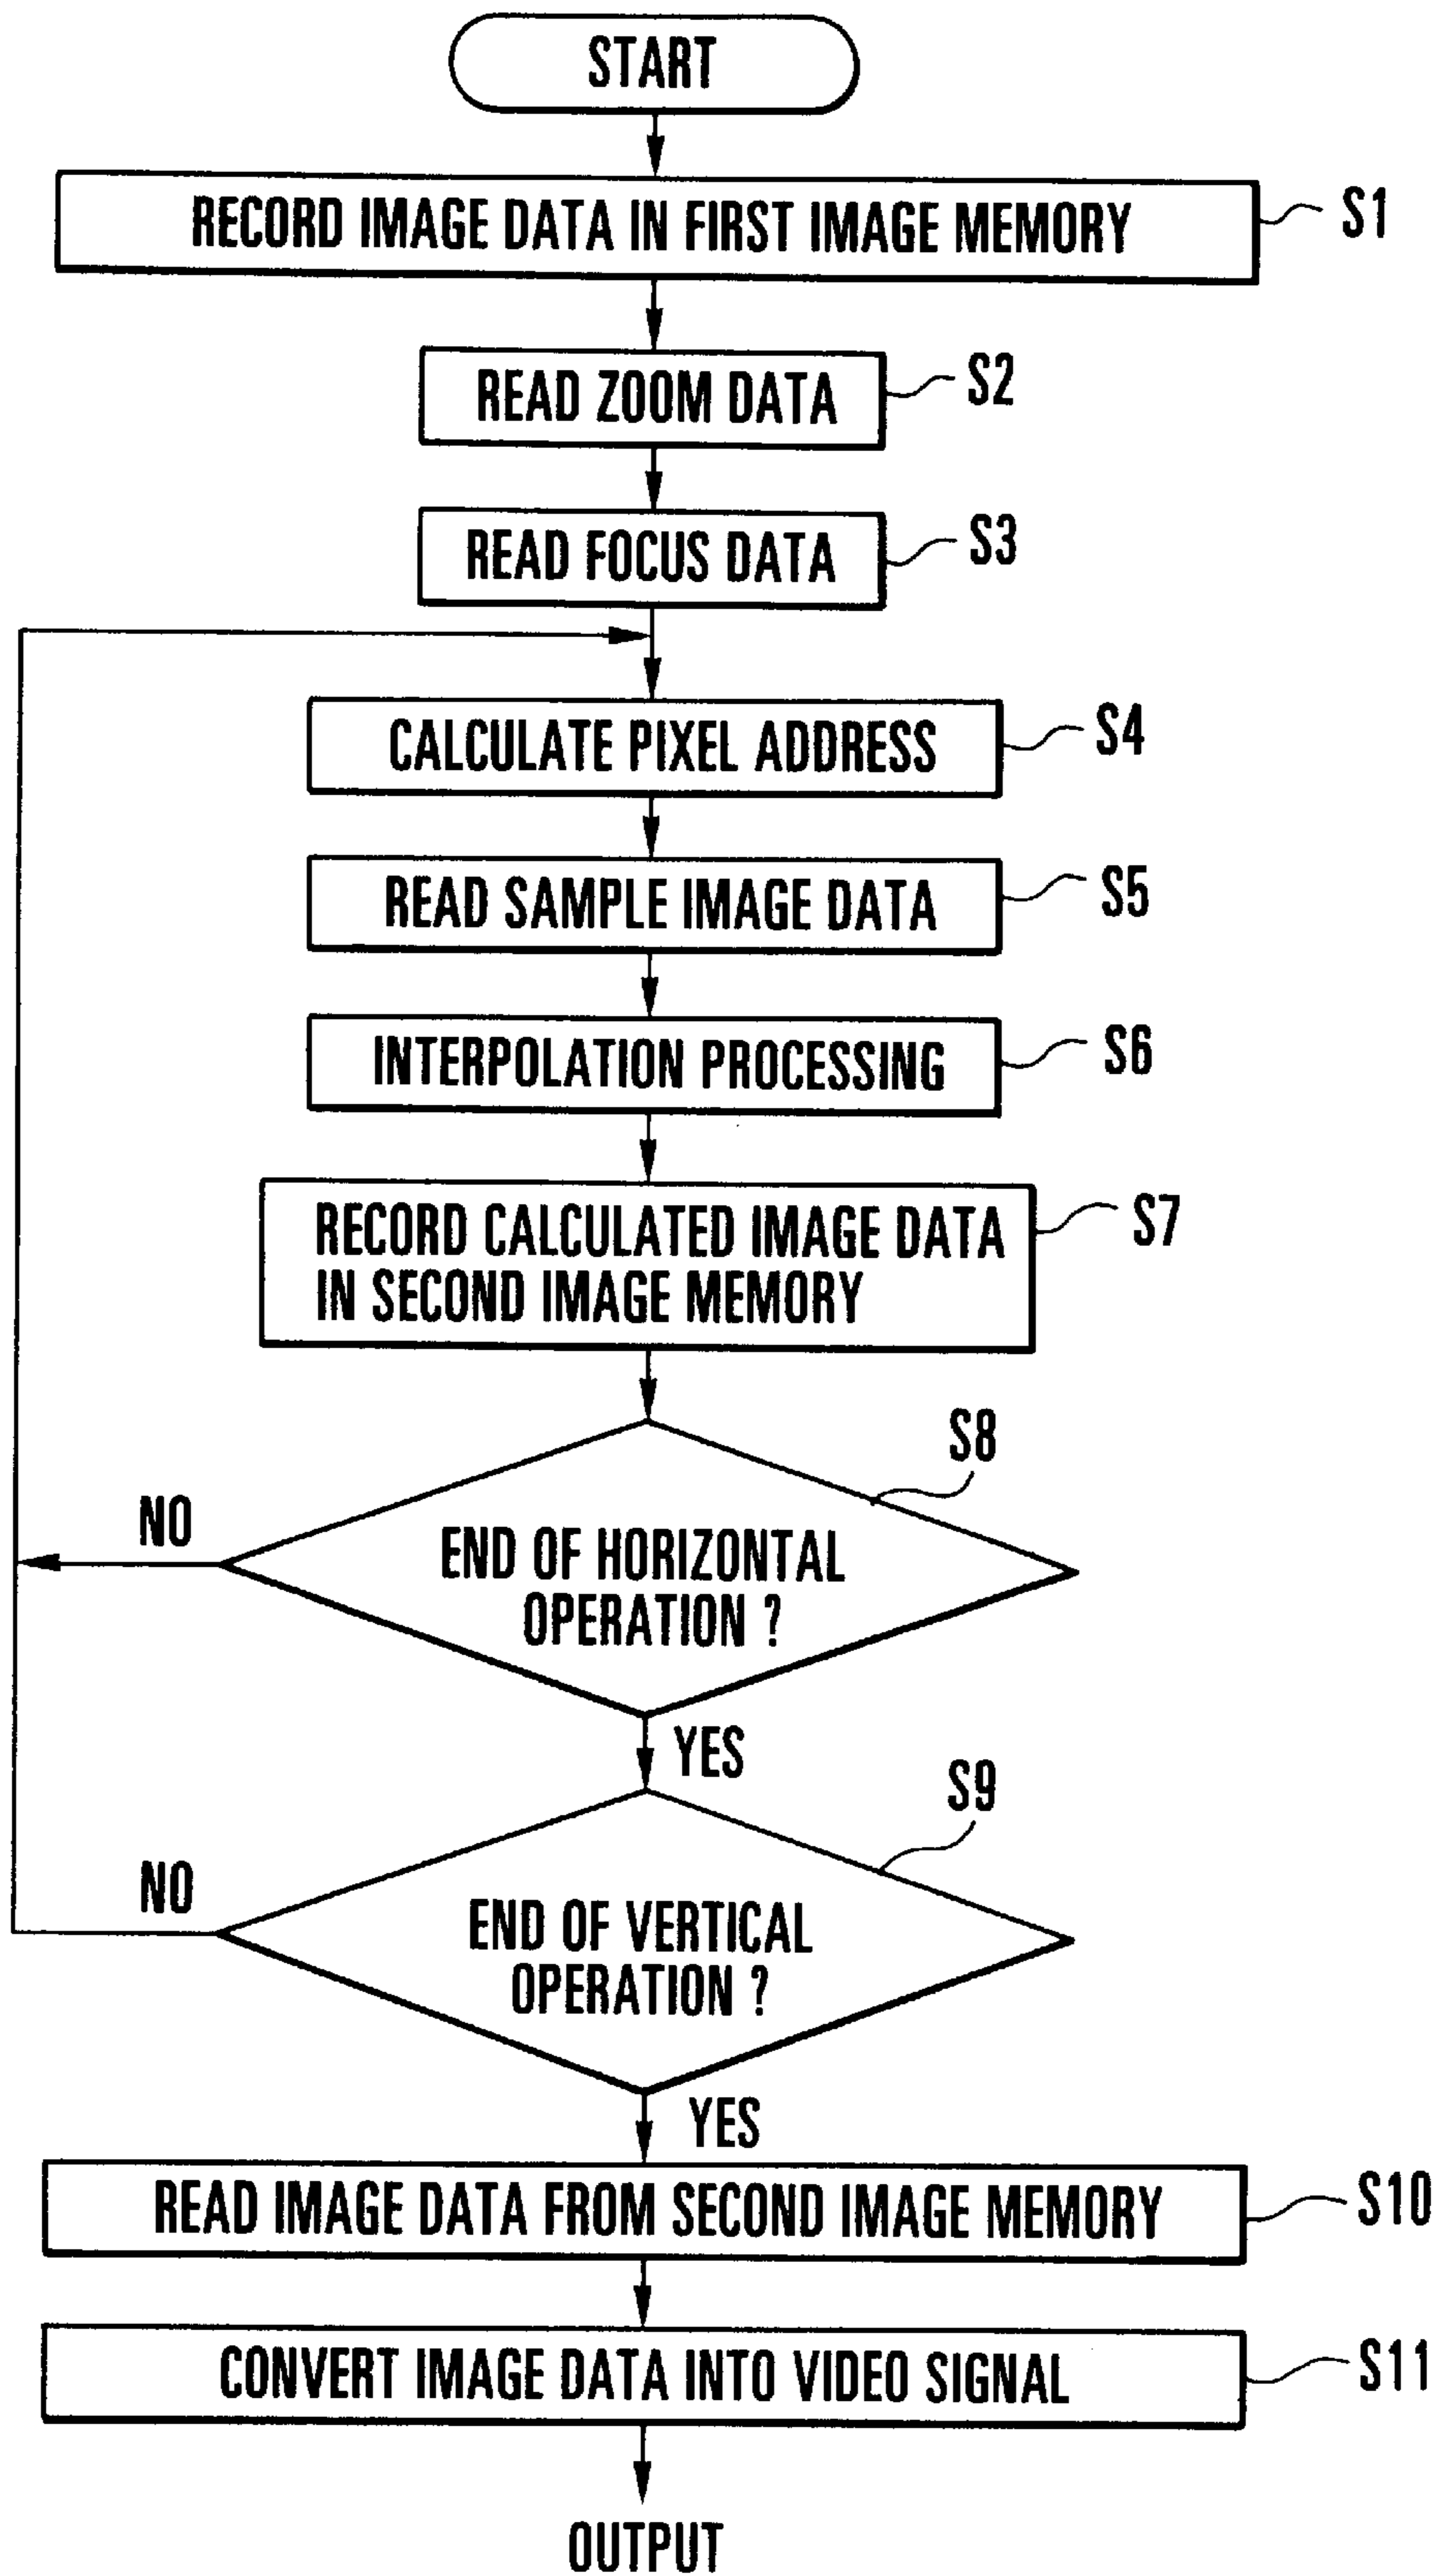 START
RECORD IMAGE DATA IN FIRST IMAGE MEMORY
S1
READ ZOOM DATA
S2
READ FOCUS DATA
S3
CALCULATE PIXEL ADDRESS
S4
READ SAMPLE IMAGE DATA
S5
INTERPOLATION PROCESSING
S6
RECORD CALCULATED IMAGE DATA
IN SECOND IMAGE MEMORY
S7
S8
NO
END OF HORIZONTAL
OPERATION ?
YES
S9
NO
END OF VERTICAL
OPERATION ?
YES
READ IMAGE DATA FROM SECOND IMAGE MEMORY
S10
CONVERT IMAGE DATA INTO VIDEO SIGNAL
S11
OUTPUT